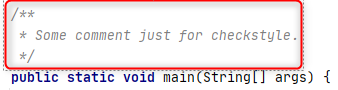 /**
* Some comment just for checkstyle.
*/
public static void main(String[] args) {